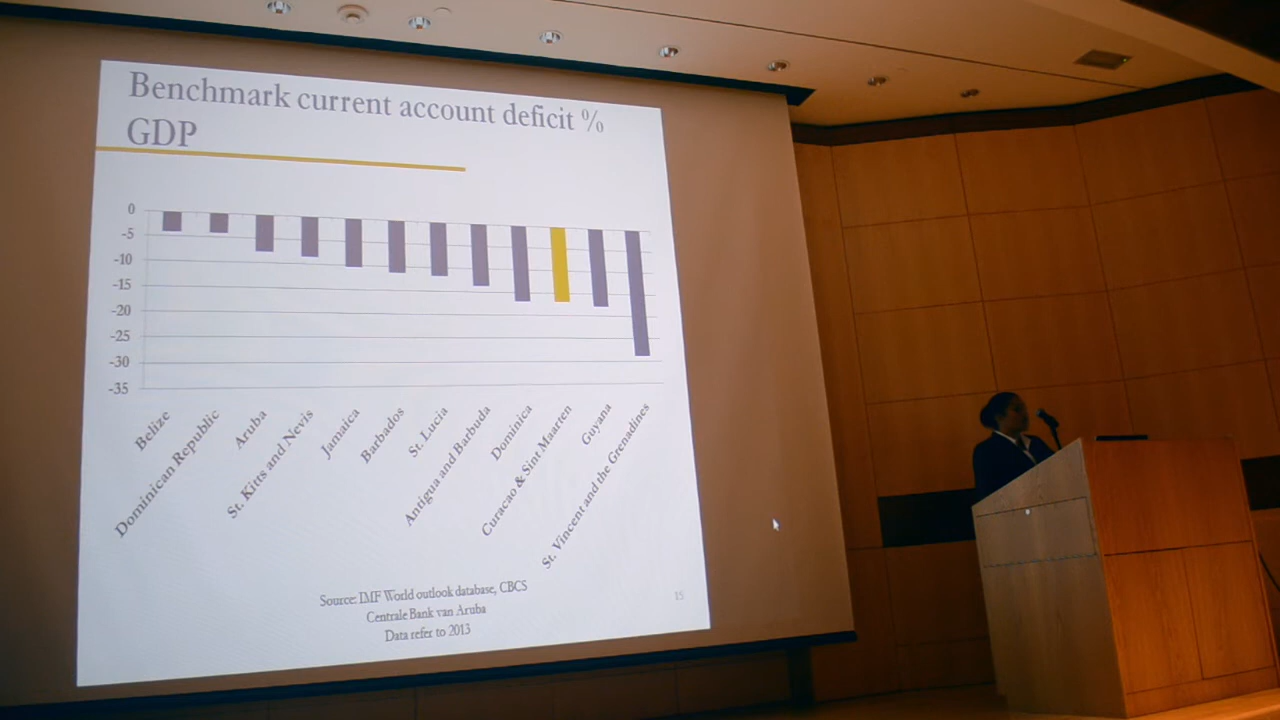 Benchmark current account deficit %
GDP
0
-5
-10
-15
-20
-25
-30
-35
Belize
Dominican Republic
Aruba
St. Kitts and Nevis
Jamaica
Barbados
St. Lucia
Antigua and Barbuda
Dominica
Curacao & Sint Maarten
Guyana
St. Vincent and the Grenadines
Source: IMF World outlook database, CBCS
Centrale Bank van Aruba
Data refer to 2013
15